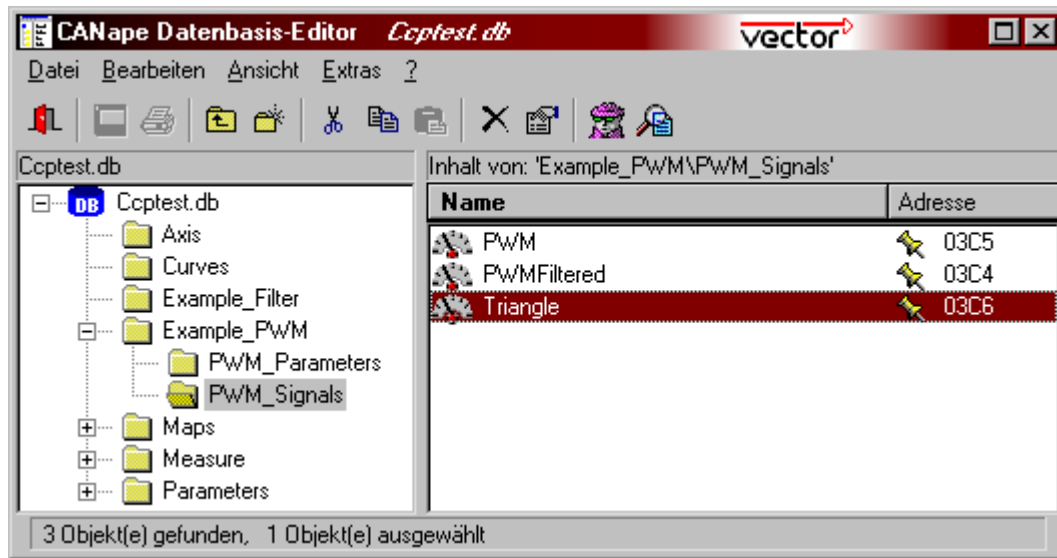 CANape Datenbasis-Editor Ccptest.db vector
Datei Bearbeiten Ansicht Extras ?
Ccptest.db
Inhalt von: 'Example_PWM\PWM_Signals'
DB Ccptest.db
Axis
Curves
Example_Filter
Example_PWM
PWM_Parameters
PWM_Signals
Maps
Measure
Parameters
Name Adresse
PWM 03C5
PWMFiltered 03C4
Triangle 03C6
3 Objekt(e) gefunden, 1 Objekt(e) ausgewählt